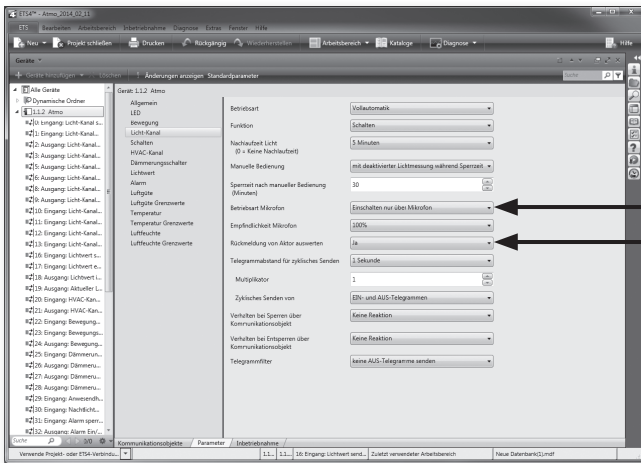 ETS4™ - Atmo_2014_02_11
ETS Bearbeiten Arbeitsbereich Inbetriebnahme Diagnose Extras Fenster Hilfe
Neu Projekt schließen Drucken Rückgängig Wiederherstellen Arbeitsbereich Kataloge Diagnose Hilfe
Geräte
Geräte hinzufügen Löschen Änderungen anzeigen Standardparameter Suche
Alle Geräte
Dynamische Ordner
1.1.2 Atmo
0: Eingang: Licht-Kanal s...
1: Eingang: Licht-Kanal...
2: Ausgang: Licht-Kanal...
3: Ausgang: Licht-Kanal...
5: Ausgang: Licht-Kanal...
6: Ausgang: Licht-Kanal...
8: Ausgang: Licht-Kanal...
9: Ausgang: Licht-Kanal...
10: Eingang: Licht-Kanal...
11: Eingang: Licht-Kanal...
12: Eingang: Licht-Kanal...
13: Eingang: Licht-Kanal...
16: Eingang: Lichtwert s...
17: Eingang: Lichtwert e...
18: Ausgang: Lichtwert i...
19: Ausgang: Aktueller L...
20: Eingang: HVAC-Kan...
21: Ausgang: HVAC-Kan...
22: Eingang: Bewegung...
23: Eingang: Bewegungs...
24: Ausgang: Bewegung...
25: Eingang: Dämmerun...
26: Ausgang: Dämmeru...
27: Ausgang: Dämmeru...
28: Ausgang: Dämmeru...
29: Eingang: Anwesendh...
30: Eingang: Nachtlicht...
31: Eingang: Alarm sperr...
32: Ausgang: Alarm Ein/...
Suche 3/0
Gerät: 1.1.2 Atmo
Allgemein
LED
Bewegung
Licht-Kanal
Schalten
HVAC-Kanal
Dämmerungsschalter
Lichtwert
Alarm
Luftgüte
Luftgüte Grenzwerte
Temperatur
Temperatur Grenzwerte
Luftfeuchte
Luftfeuchte Grenzwerte
Betriebsart Vollautomatik
Funktion Schalten
Nachlaufzeit Licht 5 Minuten
(0 = Keine Nachlaufzeit)
Manuelle Bedienung mit deaktivierter Lichtmessung während Sperrzeit
Sperrzeit nach manueller Bedienung 30
(Minuten)
Betriebsart Mikrofon Einschalten nur über Mikrofon
Empfindlichkeit Mikrofon 100%
Rückmeldung von Aktor auswerten Ja
Telegrammabstand für zyklisches Senden 1 Sekunde
Multiplikator 1
Zyklisches Senden von EIN- und AUS-Telegrammen
Verhalten bei Sperren über Keine Reaktion
Kommunikationsobjekt
Verhalten bei Entsperren über Keine Reaktion
Kommunikationsobjekt
Telegrammfilter keine AUS-Telegramme senden
Kommunikationsobjekte Parameter Inbetriebnahme
Verwende Projekt- oder ETS4-Verbindu... 1.1... 1.1... 16: Eingang: Lichtwert send... Zuletzt verwendeter Arbeitsbereich Neue Datenbank(1).mdf